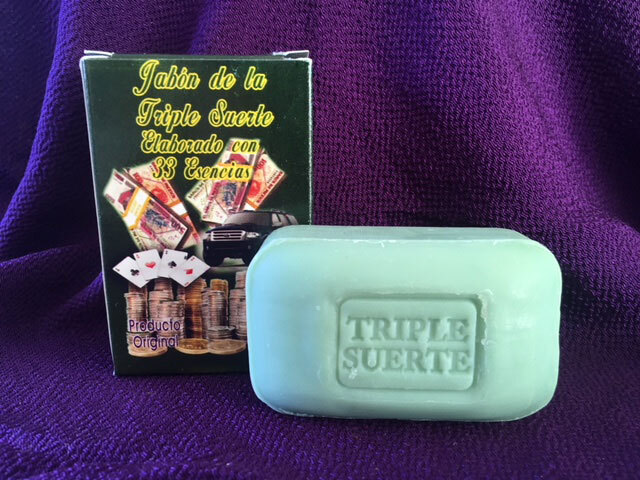 Jabón de la
Triple Suerte
Elaborado con
33 Esencias
Producto
Original
TRIPLE
SUERTE